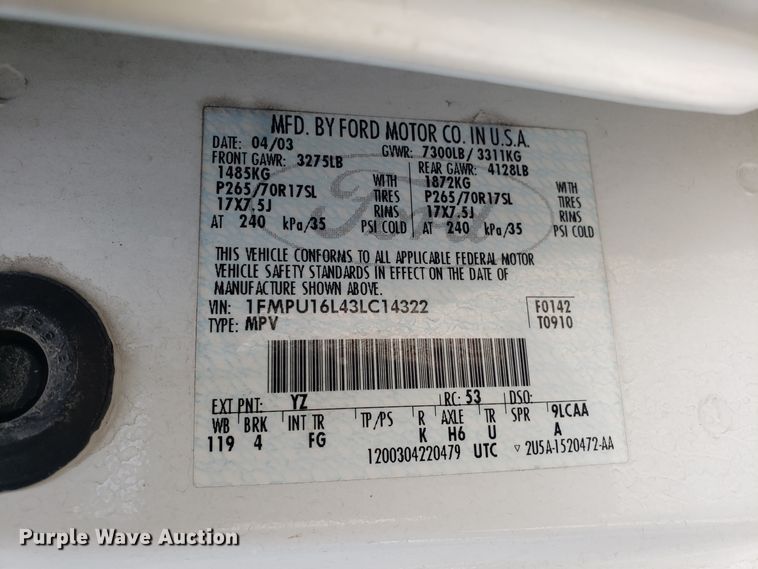 MFD. BY FORD MOTOR CO. IN U.S.A.
DATE: 04/03 GVWR: 7300LB / 3311KG
FRONT GAWR: 3275LB REAR GAWR: 4128LB
1485KG WITH 1872KG WITH
P265/70R17SL TIRES P265/70R17SL TIRES
17X7.5J RIMS 17X7.5J RIMS
AT 240 kPa/35 PSI COLD AT 240 kPa/35 PSI COLD
Ford
THIS VEHICLE CONFORMS TO ALL APPLICABLE FEDERAL MOTOR
VEHICLE SAFETY STANDARDS IN EFFECT ON THE DATE OF
MANUFACTURE SHOWN ABOVE.
VIN: 1FMPU16L43LC14322 F0142
TYPE: MPV T0910
EXT PNT: YZ RC: 53 DSO:
WB BRK INT TR TP/PS R AXLE TR SPR 9LCAA
119 4 FG K H6 U A
1200304220479 UTC ▽ 2U5A-1520472-AA
Purple Wave Auction